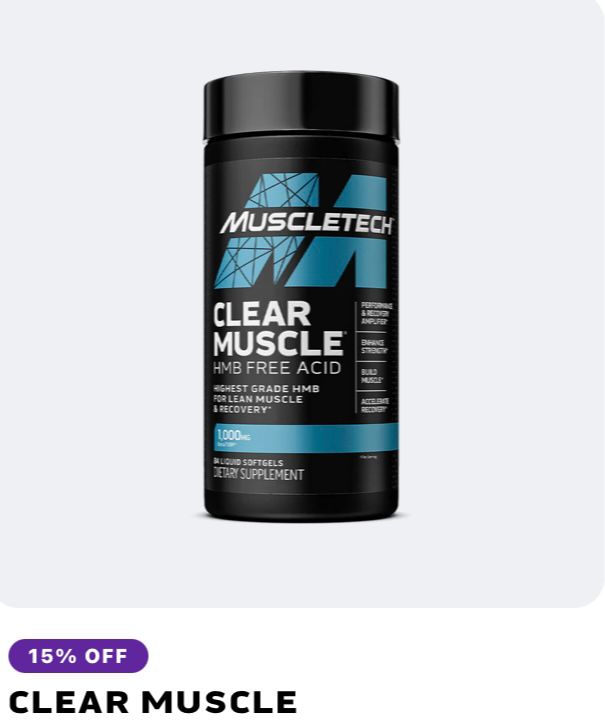 MUSCLETECH
CLEAR
MUSCLE
HMB FREE ACID
HIGHEST GRADE HMB
FOR LEAN MUSCLE
& RECOVERY*
PERFORMANCE
& RECOVERY
AMPLIFIER*
ENHANCE
STRENGTH*
BUILD
MUSCLE*
ACCELERATE
RECOVERY*
1,000MG
84 LIQUID SOFTGELS
DIETARY SUPPLEMENT
15% OFF
CLEAR MUSCLE